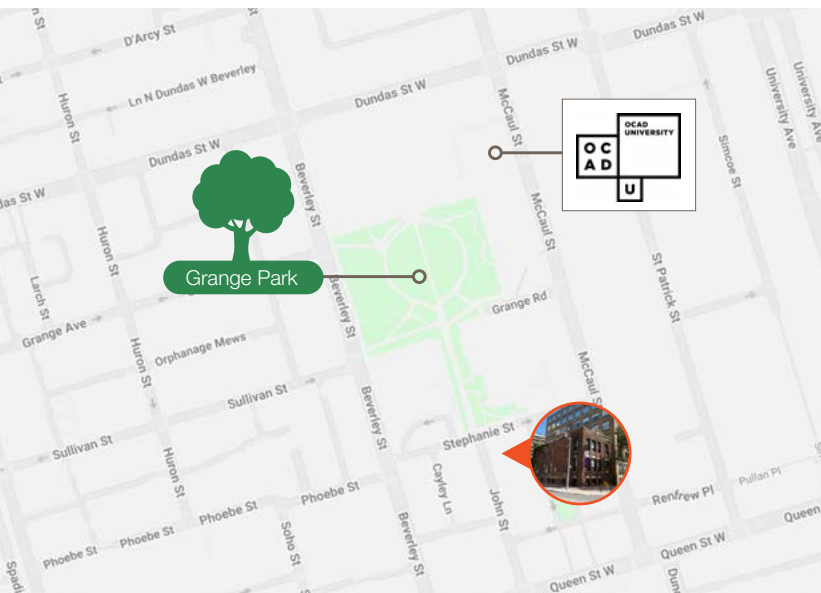 D'Arcy St
Dundas St W
Dundas St W
Ln N Dundas W Beverley
Huron St
Dundas St W
McCaul St
University Ave
University Ave
OCAD
UNIVERSITY
O C
A D
U
Simcoe St
Dundas St W
Beverley St
McCaul St
Huron St
St Patrick St
Grange Park
Larch St
Beverley St
Grange Rd
Grange Ave
Orphanage Mews
Huron St
McCaul S
Sullivan St
Beverley St
Stephanie St
Sullivan St
Huron St
Cayley Ln
Phoebe St
John St
Renfrew Pl
Pullan Pl
Phoebe St
Phoebe St
Phoebe St
Soho St
Beverley St
Queen St W
Queen
Queen St W